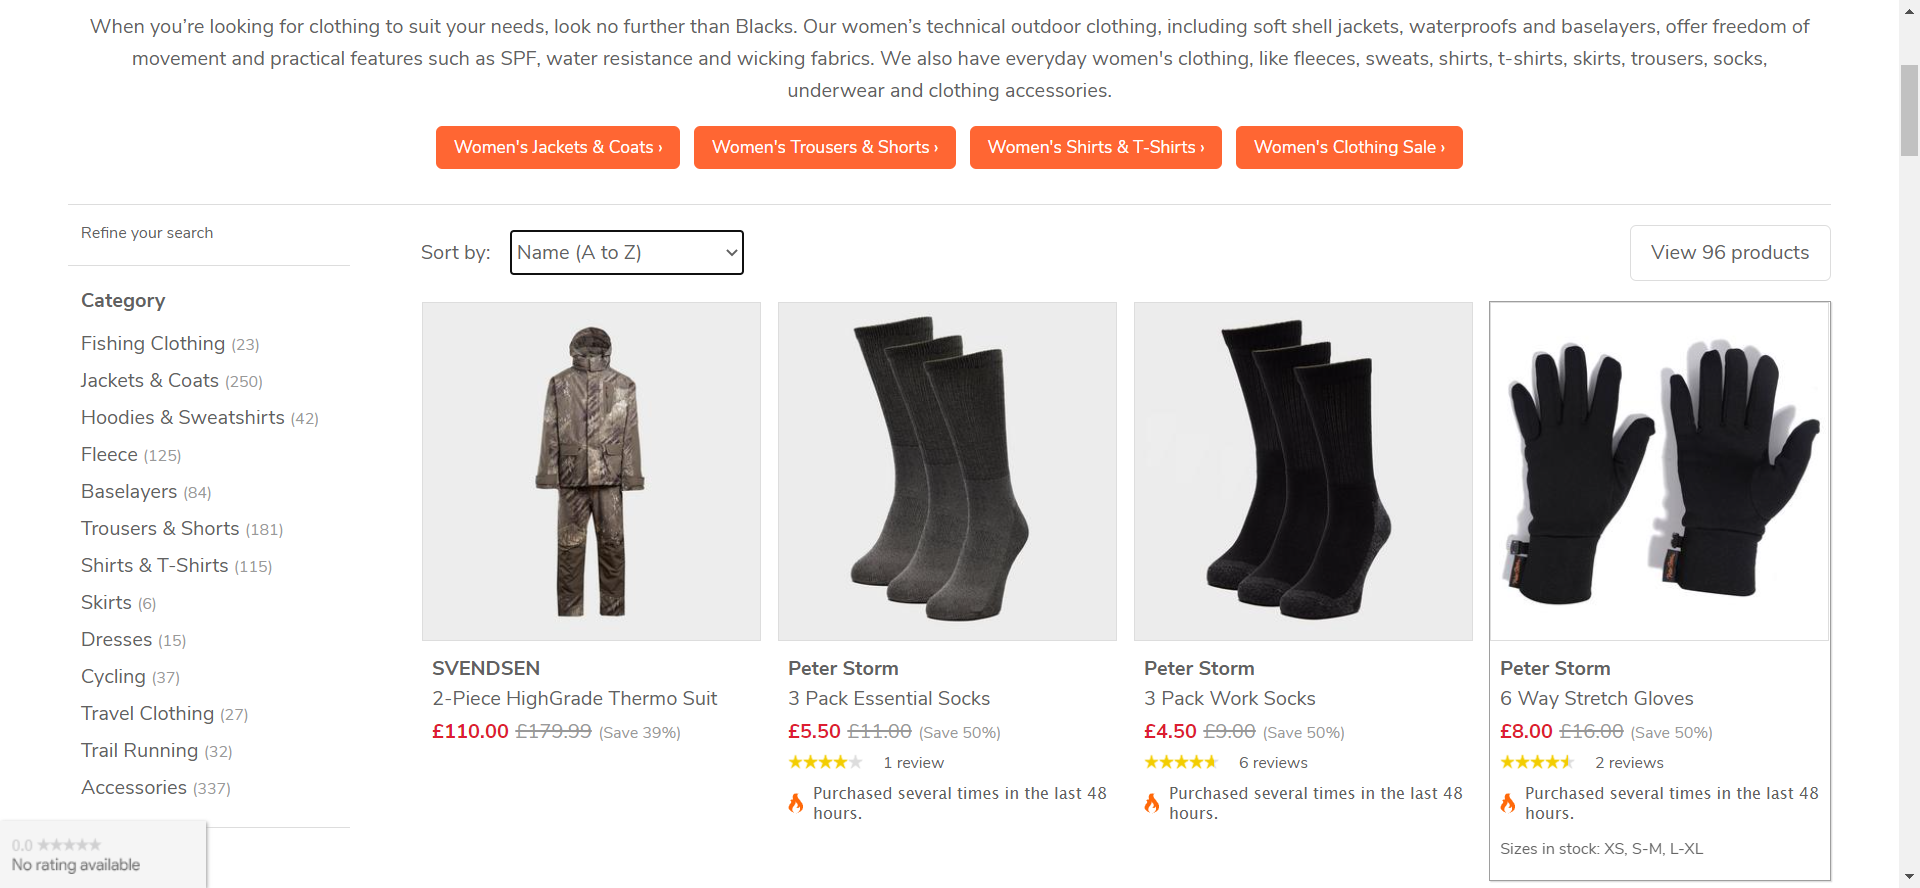 When you’re looking for clothing to suit your needs, look no further than Blacks. Our women’s technical outdoor clothing, including soft shell jackets, waterproofs and baselayers, offer freedom of
movement and practical features such as SPF, water resistance and wicking fabrics. We also have everyday women's clothing, like fleeces, sweats, shirts, t-shirts, skirts, trousers, socks,
underwear and clothing accessories.
Women's Jackets & Coats ›
Women's Trousers & Shorts ›
Women's Shirts & T-Shirts ›
Women's Clothing Sale ›
Refine your search
Category
Fishing Clothing (23)
Jackets & Coats (250)
Hoodies & Sweatshirts (42)
Fleece (125)
Baselayers (84)
Trousers & Shorts (181)
Shirts & T-Shirts (115)
Skirts (6)
Dresses (15)
Cycling (37)
Travel Clothing (27)
Trail Running (32)
Accessories (337)
0.0
No rating available
Sort by:
Name (A to Z)
View 96 products
SVENDSEN
2-Piece HighGrade Thermo Suit
£110.00 £179.99 (Save 39%)
Peter Storm
3 Pack Essential Socks
£5.50 £11.00 (Save 50%)
1 review
Purchased several times in the last 48
hours.
Peter Storm
3 Pack Work Socks
£4.50 £9.00 (Save 50%)
6 reviews
Purchased several times in the last 48
hours.
Peter Storm
6 Way Stretch Gloves
£8.00 £16.00 (Save 50%)
2 reviews
Purchased several times in the last 48
hours.
Sizes in stock: XS, S-M, L-XL